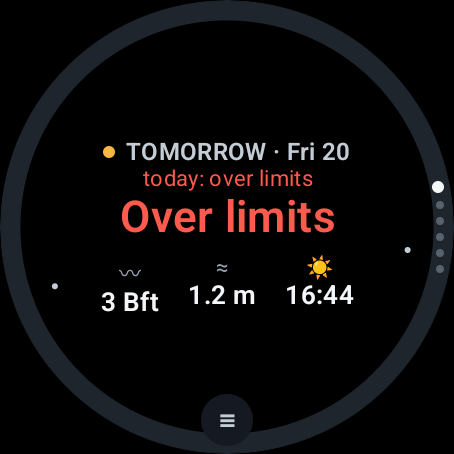 TOMORROW · Fri 20
today: over limits
Over limits
3 Bft 1.2 m 16:44